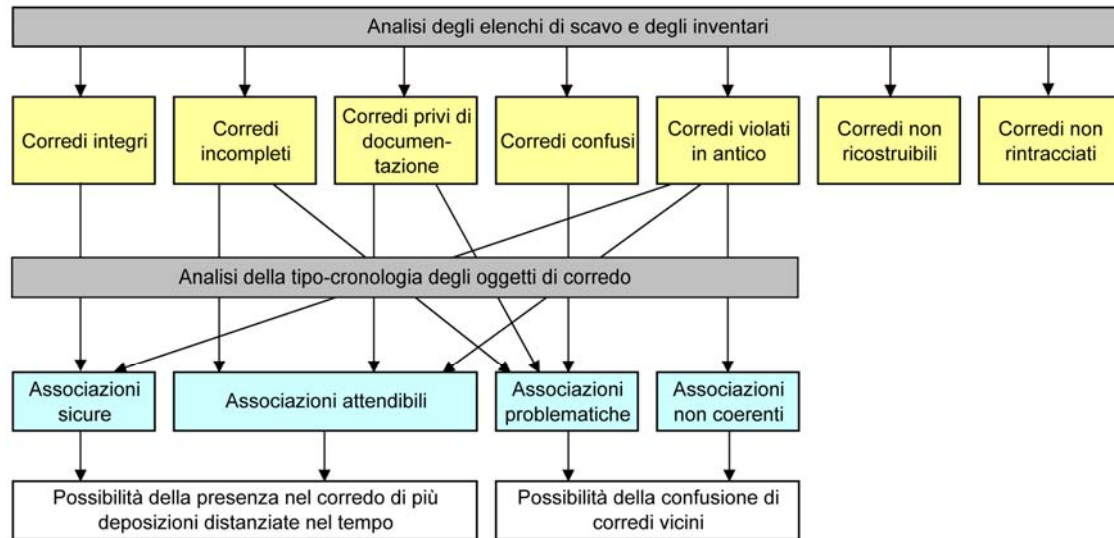 Analisi degli elenchi di scavo e degli inventari
Corredi integri
Corredi
incompleti
Corredi privi di
documen-
tazione
Corredi confusi
Corredi violati
in antico
Corredi non
ricostruibili
Corredi non
rintracciati
Analisi della tipo-cronologia degli oggetti di corredo
Associazioni
sicure
Associazioni attendibili
Associazioni
problematiche
Associazioni
non coerenti
Possibilità della presenza nel corredo di più
deposizioni distanziate nel tempo
Possibilità della confusione di
corredi vicini